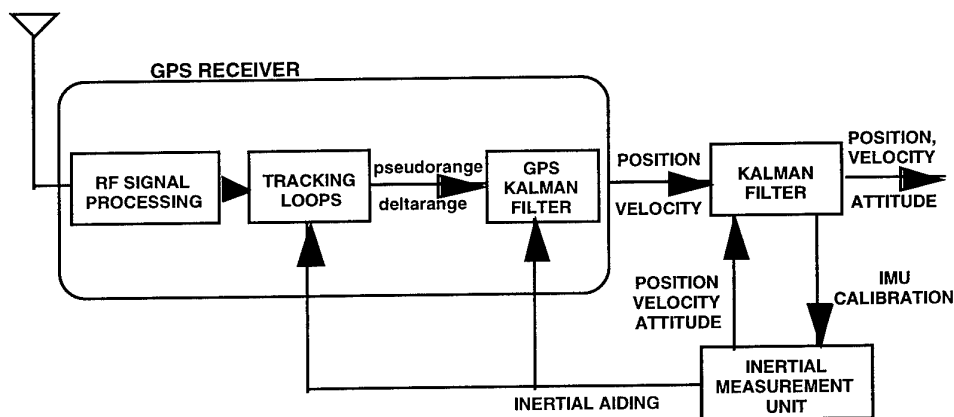 GPS RECEIVER
RF SIGNAL
PROCESSING
TRACKING
LOOPS
pseudorange
deltarange
GPS
KALMAN
FILTER
POSITION
VELOCITY
KALMAN
FILTER
POSITION,
VELOCITY
ATTITUDE
POSITION
VELOCITY
ATTITUDE
IMU
CALIBRATION
INERTIAL
MEASUREMENT
UNIT
INERTIAL AIDING